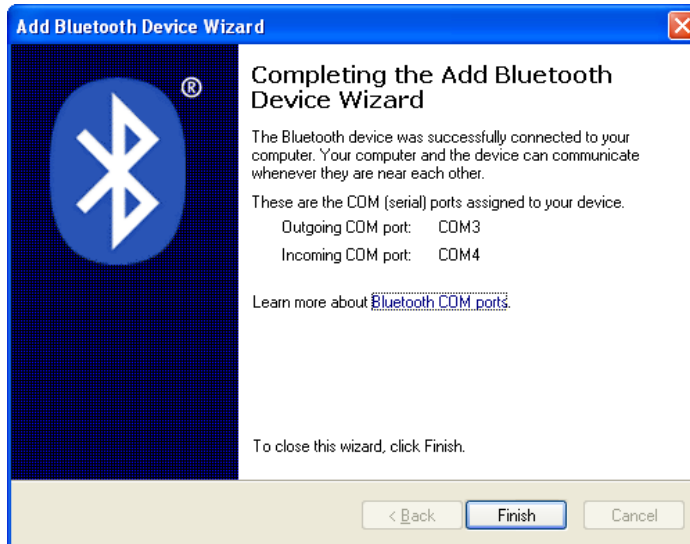 Add Bluetooth Device Wizard
®
Completing the Add Bluetooth
Device Wizard
The Bluetooth device was successfully connected to your
computer. Your computer and the device can communicate
whenever they are near each other.
These are the COM (serial) ports assigned to your device.
Outgoing COM port: COM3
Incoming COM port: COM4
Learn more about Bluetooth COM ports.
To close this wizard, click Finish.
< Back Finish Cancel